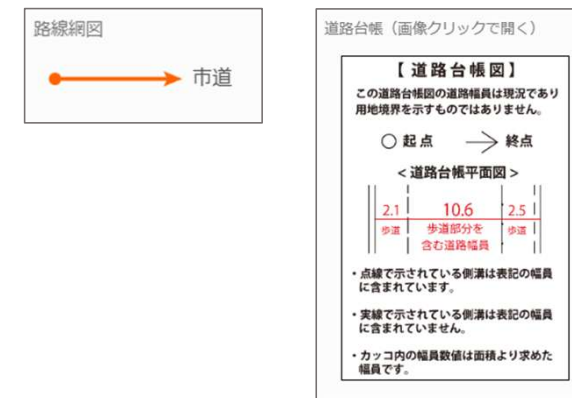 路線網図
市道
道路台帳（画像クリックで開く）
【 道路台帳図】
この道路台帳図の道路幅員は現況であり
用地境界を示すものではありません。
○ 起点 → 終点
< 道路台帳平面図 >
2.1 10.6 2.5
歩道 歩道部分を 歩道
含む道路幅員
・点線で示されている側溝は表記の幅員
に含まれています。
・実線で示されている側溝は表記の幅員
に含まれていません。
・カッコ内の幅員数値は面積より求めた
幅員です。